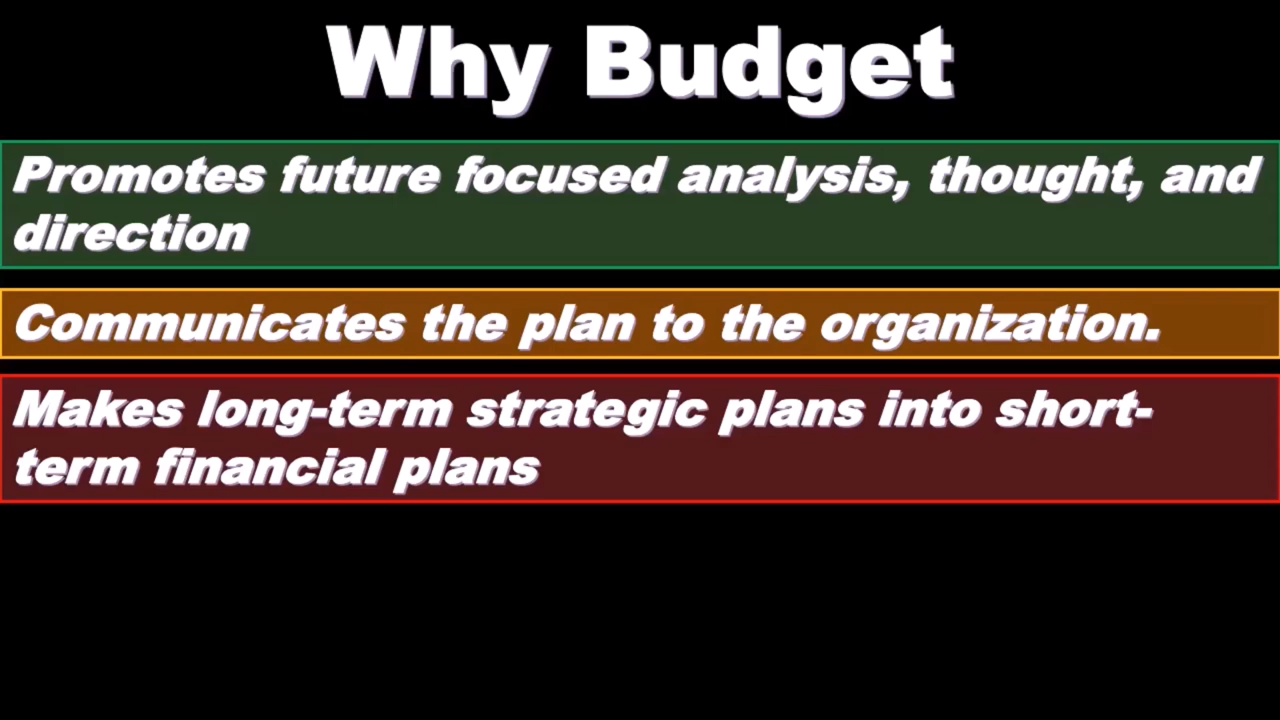 Why Budget
Promotes future focused analysis, thought, and
direction
Communicates the plan to the organization.
Makes long-term strategic plans into short-
term financial plans